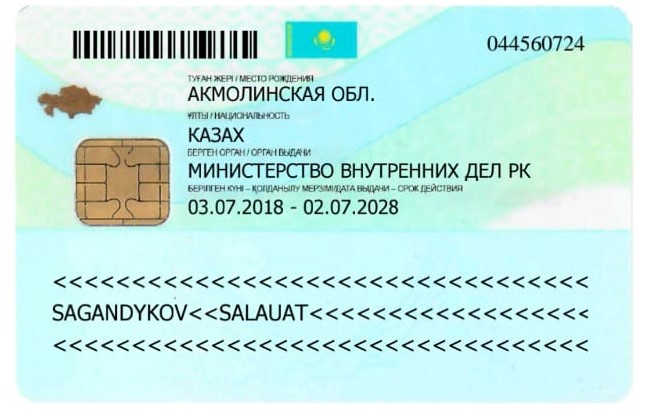 044560724
ТУҒАН ЖЕРІ / МЕСТО РОЖДЕНИЯ
АКМОЛИНСКАЯ ОБЛ.
ҰЛТЫ / НАЦИОНАЛЬНОСТЬ
КАЗАХ
БЕРГЕН ОРГАН / ОРГАН ВЫДАЧИ
МИНИСТЕРСТВО ВНУТРЕННИХ ДЕЛ РК
БЕРІЛГЕН КҮНІ – ҚОЛДАНЫЛУ МЕРЗІМІ/ДАТА ВЫДАЧИ – СРОК ДЕЙСТВИЯ
03.07.2018 - 02.07.2028
<<<<<<<<<<<<<<<<<<<<<<<<<<<<<<<<<<<
SAGANDYKOV<<SALAUAT<<<<<<<<<<<<<<<<<<
<<<<<<<<<<<<<<<<<<<<<<<<<<<<<<<<<<<